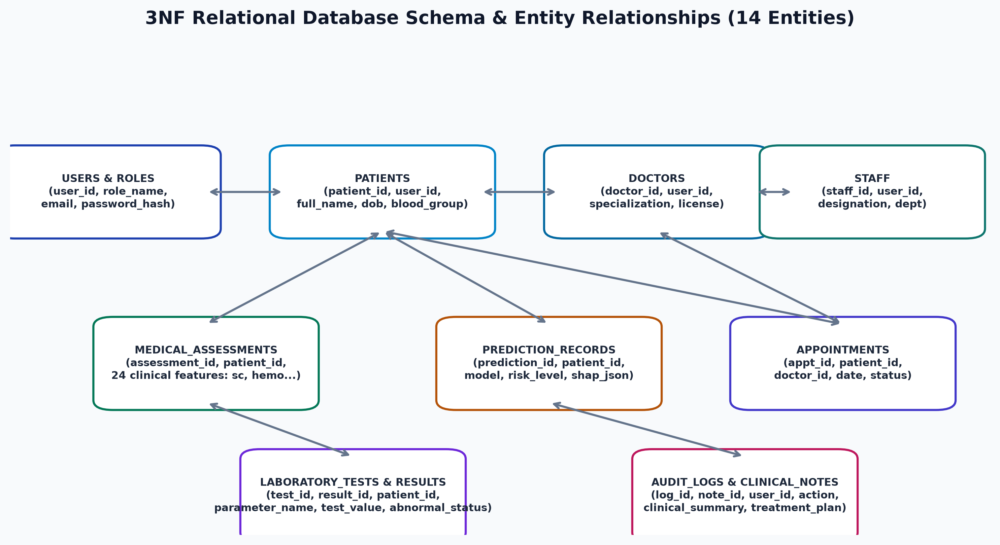 3NF Relational Database Schema & Entity Relationships (14 Entities)
USERS & ROLES
(user_id, role_name,
email, password_hash)
PATIENTS
(patient_id, user_id,
full_name, dob, blood_group)
DOCTORS
(doctor_id, user_id,
specialization, license)
STAFF
(staff_id, user_id,
designation, dept)
MEDICAL_ASSESSMENTS
(assessment_id, patient_id,
24 clinical features: sc, hemo...)
PREDICTION_RECORDS
(prediction_id, patient_id,
model, risk_level, shap_json)
APPOINTMENTS
(appt_id, patient_id,
doctor_id, date, status)
LABORATORY_TESTS & RESULTS
(test_id, result_id, patient_id,
parameter_name, test_value, abnormal_status)
AUDIT_LOGS & CLINICAL_NOTES
(log_id, note_id, user_id, action,
clinical_summary, treatment_plan)